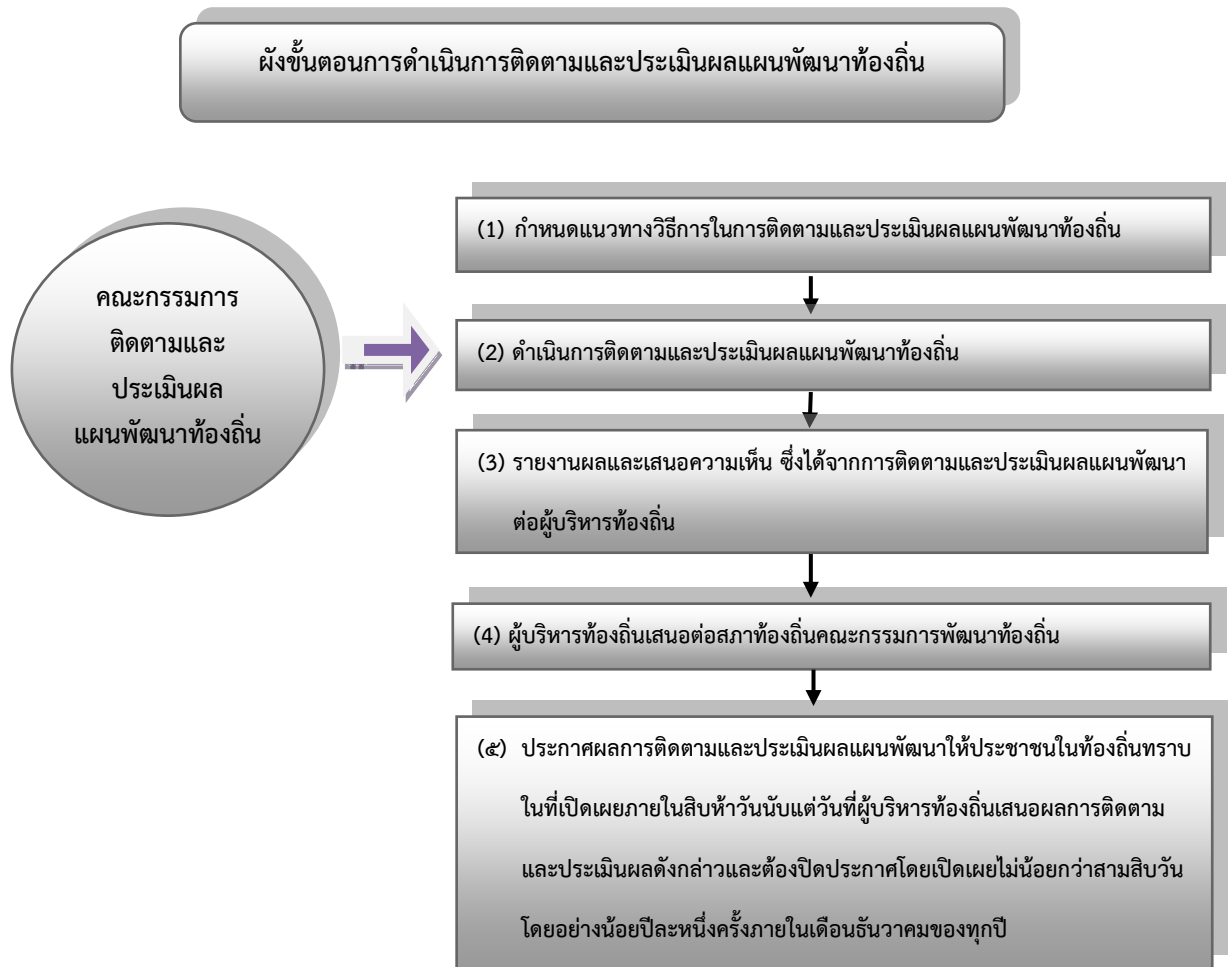 ผังขั้นตอนการดำเนินการติดตามและประเมินผลแผนพัฒนาท้องถิ่น
คณะกรรมการ
ติดตามและ
ประเมินผล
แผนพัฒนาท้องถิ่น
(1) กำหนดแนวทางวิธีการในการติดตามและประเมินผลแผนพัฒนาท้องถิ่น
(2) ดำเนินการติดตามและประเมินผลแผนพัฒนาท้องถิ่น
(3) รายงานผลและเสนอความเห็น ซึ่งได้จากการติดตามและประเมินผลแผนพัฒนา
ต่อผู้บริหารท้องถิ่น
(4) ผู้บริหารท้องถิ่นเสนอต่อสภาท้องถิ่นคณะกรรมการพัฒนาท้องถิ่น
(๕) ประกาศผลการติดตามและประเมินผลแผนพัฒนาให้ประชาชนในท้องถิ่นทราบ
ในที่เปิดเผยภายในสิบห้าวันนับแต่วันที่ผู้บริหารท้องถิ่นเสนอผลการติดตาม
และประเมินผลดังกล่าวและต้องปิดประกาศโดยเปิดเผยไม่น้อยกว่าสามสิบวัน
โดยอย่างน้อยปีละหนึ่งครั้งภายในเดือนธันวาคมของทุกปี